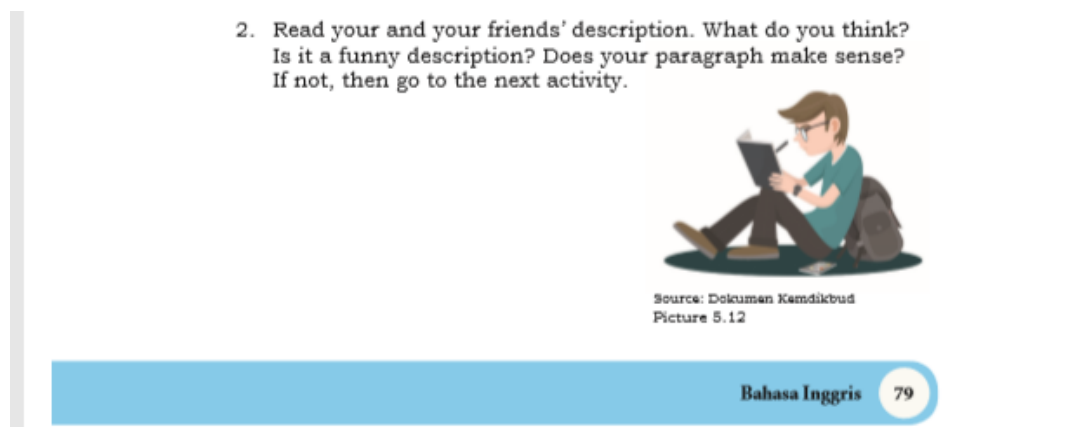 2. Read your and your friends' description. What do you think?
Is it a funny description? Does your paragraph make sense?
If not, then go to the next activity.
Source: Dokumen Kemdikbud
Picture 5.12
Bahasa Inggris 79